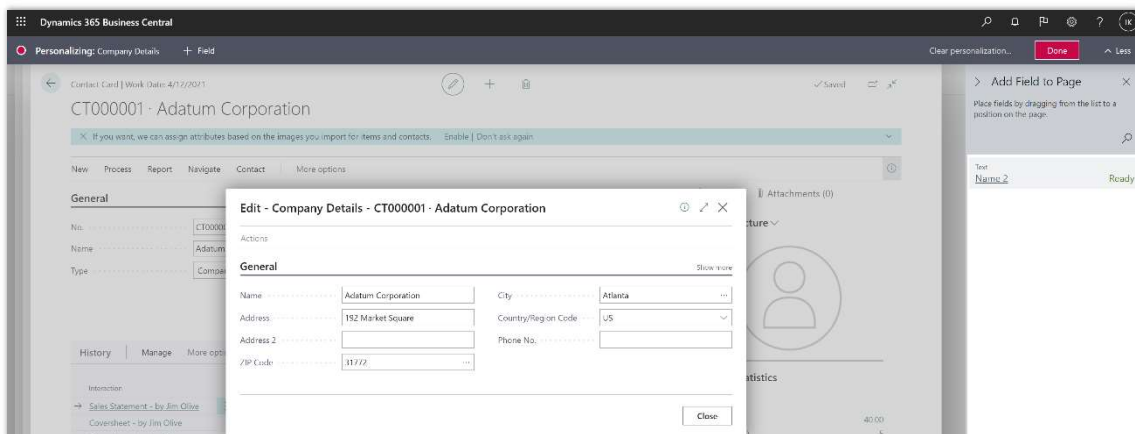 Dynamics 365 Business Central
IK
Personalizing: Company Details + Field Clear personalization... Done Less
Contact Card | Work Date: 4/12/2021 Saved
CT000001 · Adatum Corporation
If you want, we can assign attributes based on the images you import for items and contacts. Enable | Don't ask again
New Process Report Navigate Contact More options
General
Attachments (0)
No. CT00000
Name Adatum
Type Compa
cture
History Manage More opti
Interaction
Sales Statement - by Jim Olive
Coversheet - by Jim Olive
atistics
40.00
Edit - Company Details - CT000001 · Adatum Corporation
Actions
General Show more
Name Adatum Corporation City Atlanta
Address 192 Market Square Country/Region Code US
Address 2 Phone No.
ZIP Code 31772
Close
Add Field to Page
Place fields by dragging from the list to a
position on the page.
Text
Name 2 Ready